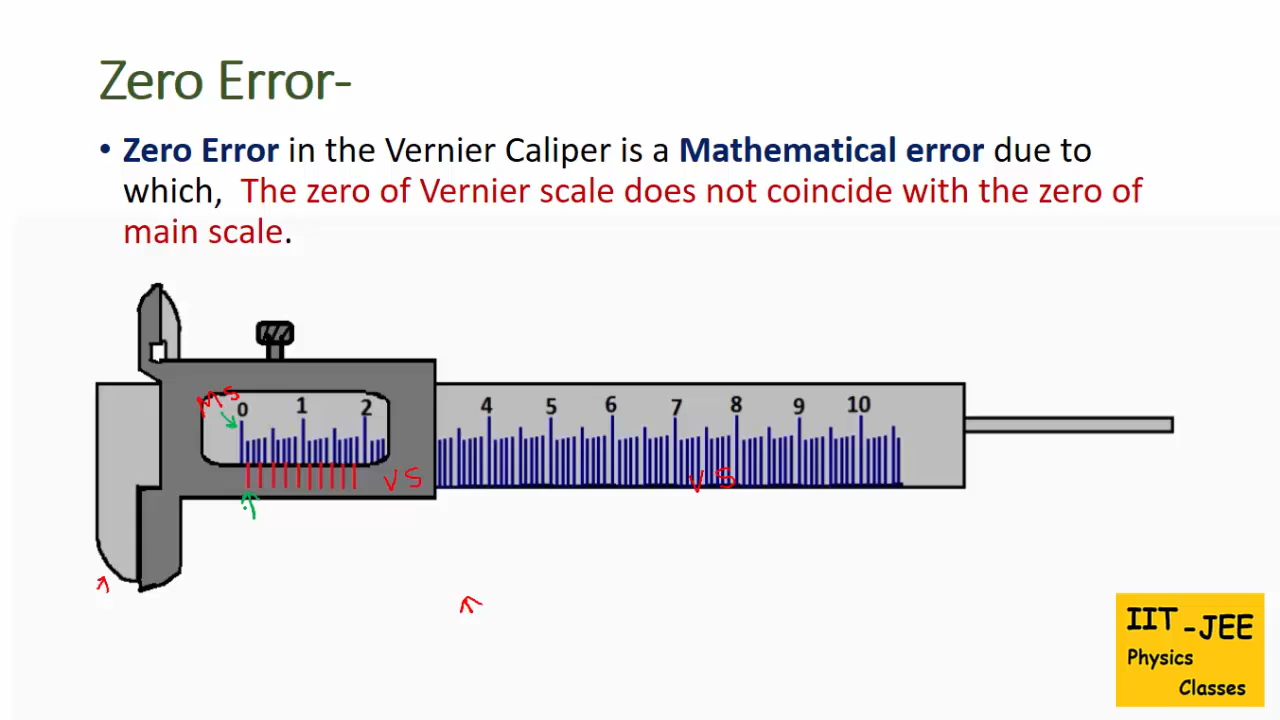 Zero Error-
• Zero Error in the Vernier Caliper is a Mathematical error due to
which, The zero of Vernier scale does not coincide with the zero of
main scale.
MS
0 1 2 4 5 6 7 8 9 10
VS VS
IIT-JEE
Physics
Classes